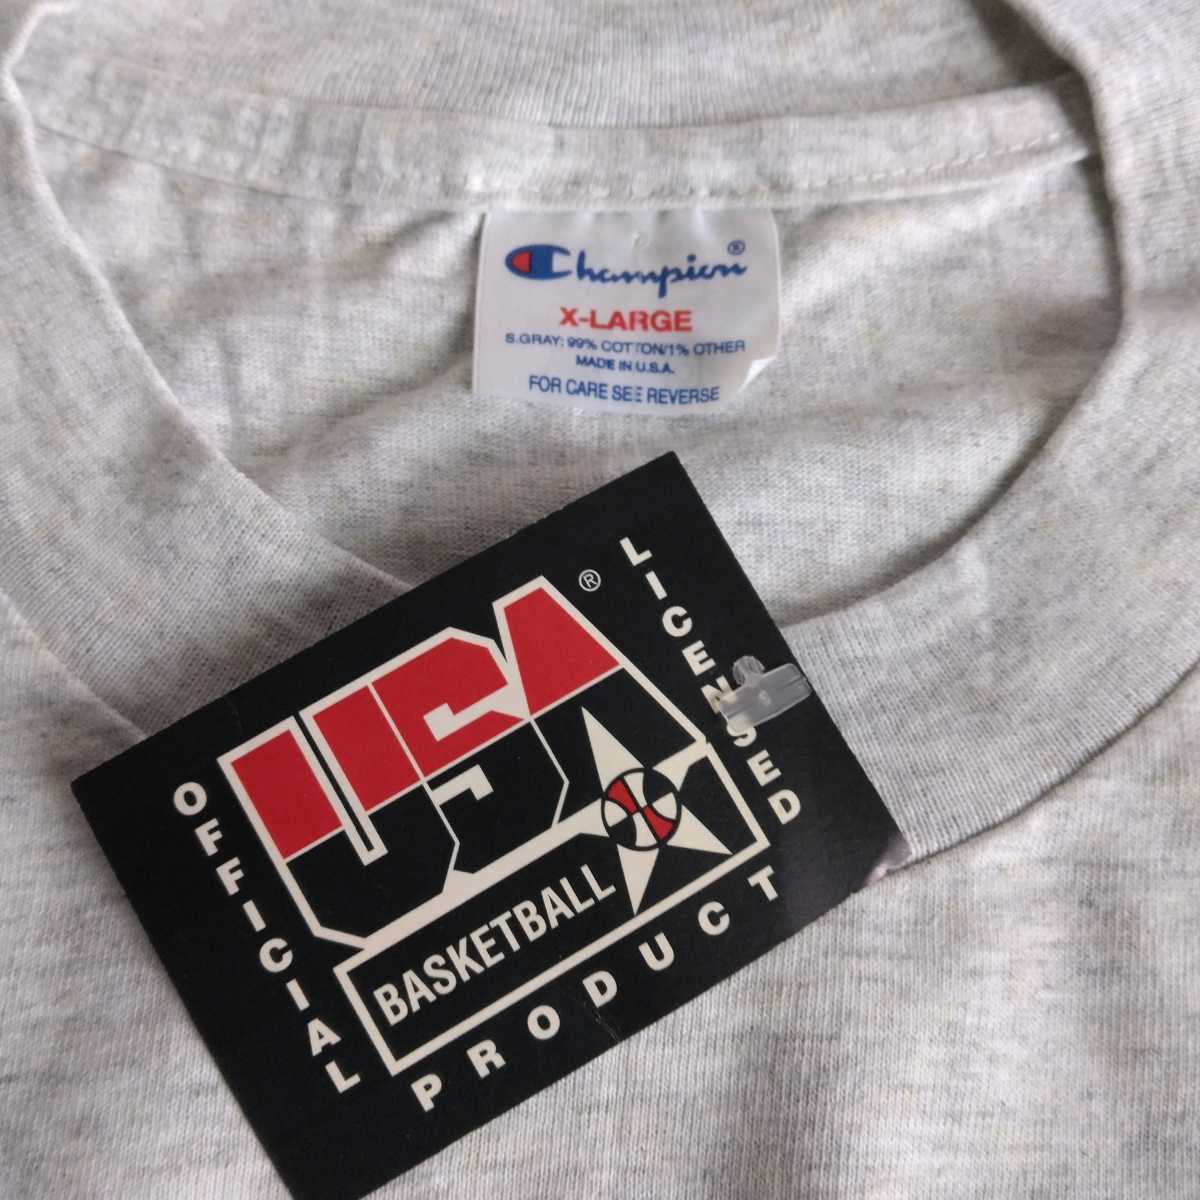 Champion®
X-LARGE
S.GRAY: 99% COTTON/1% OTHER
MADE IN U.S.A.
FOR CARE SEE REVERSE
OFFICIAL
LICENSED
USA®
BASKETBALL
PRODUCT